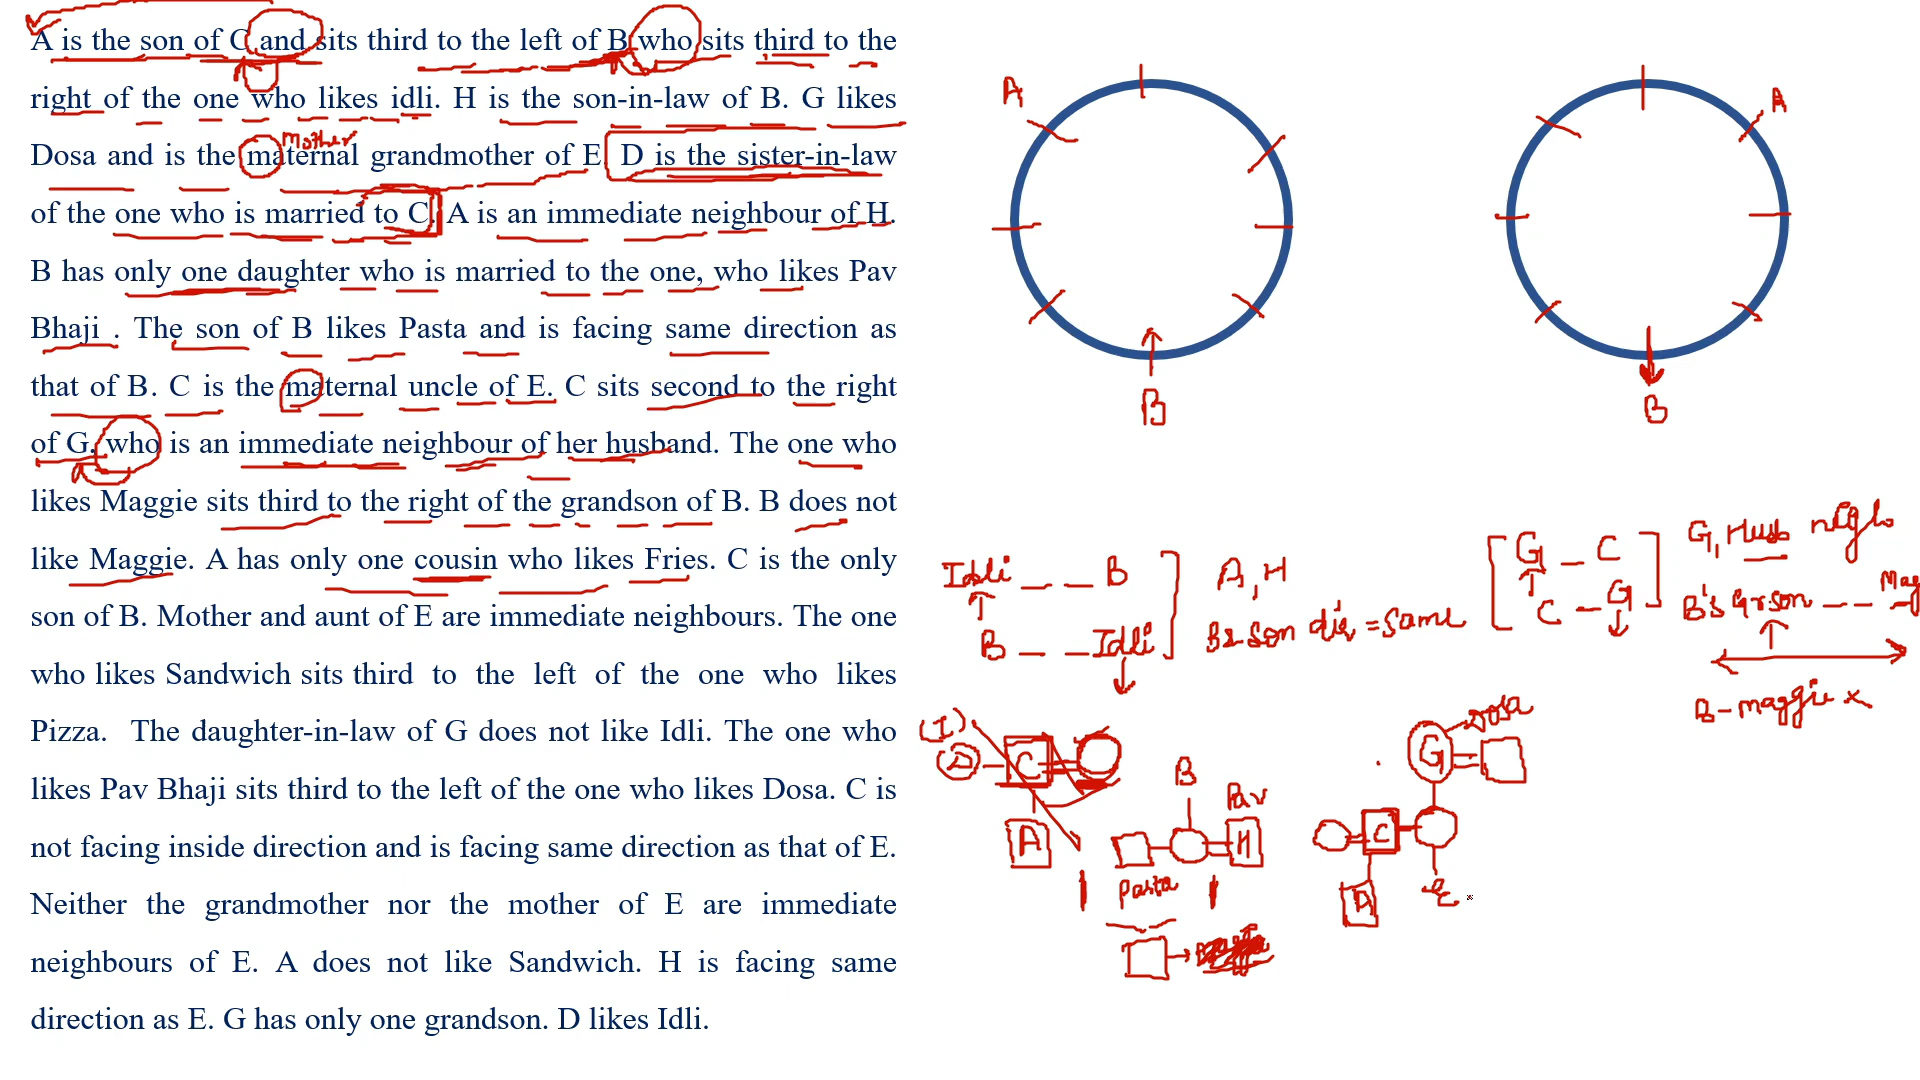 A is the son of C and sits third to the left of B who sits third to the
right of the one who likes idli. H is the son-in-law of B. G likes
Mother
Dosa and is the maternal grandmother of E. D is the sister-in-law
of the one who is married to C. A is an immediate neighbour of H.
B has only one daughter who is married to the one, who likes Pav
Bhaji . The son of B likes Pasta and is facing same direction as
that of B. C is the maternal uncle of E. C sits second to the right
of G, who is an immediate neighbour of her husband. The one who
likes Maggie sits third to the right of the grandson of B. B does not
like Maggie. A has only one cousin who likes Fries. C is the only
son of B. Mother and aunt of E are immediate neighbours. The one
who likes Sandwich sits third to the left of the one who likes
Pizza. The daughter-in-law of G does not like Idli. The one who
likes Pav Bhaji sits third to the left of the one who likes Dosa. C is
not facing inside direction and is facing same direction as that of E.
Neither the grandmother nor the mother of E are immediate
neighbours of E. A does not like Sandwich. H is facing same
direction as E. G has only one grandson. D likes Idli.
A
B
A
B
Idli _ _ B
B _ _ Idli
A, H
B & Son dir = same
G _ C
C _ G
G, Husb neighb
B's Grson _ _ Mag
B - maggie x
(I)
D C
A
B
Pav
H
Pasta
G Dosa
C
A
E